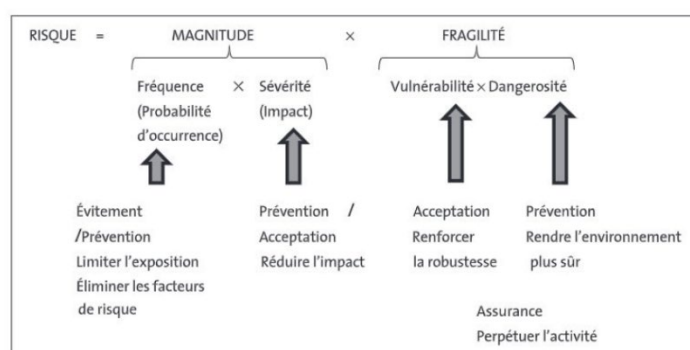 RISQUE = MAGNITUDE × FRAGILITÉ
Fréquence × Sévérité Vulnérabilité × Dangerosité
(Probabilité (Impact)
d'occurrence)
Évitement Prévention / Acceptation Prévention
/Prévention Acceptation Renforcer Rendre l'environnement
Limiter l'exposition Réduire l'impact la robustesse plus sûr
Éliminer les facteurs
de risque
Assurance
Perpétuer l'activité